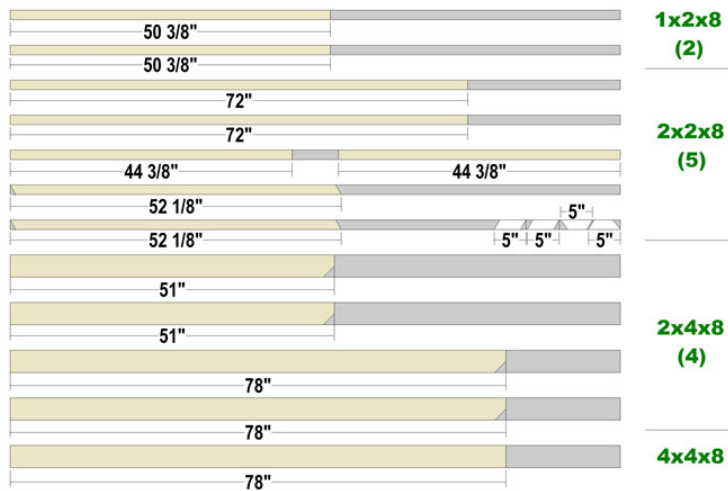 50 3/8"
1x2x8
(2)
50 3/8"
72"
72"
2x2x8
(5)
44 3/8" 44 3/8"
52 1/8"
5"
52 1/8" 5" 5" 5"
51"
51"
2x4x8
(4)
78"
78"
4x4x8
78"